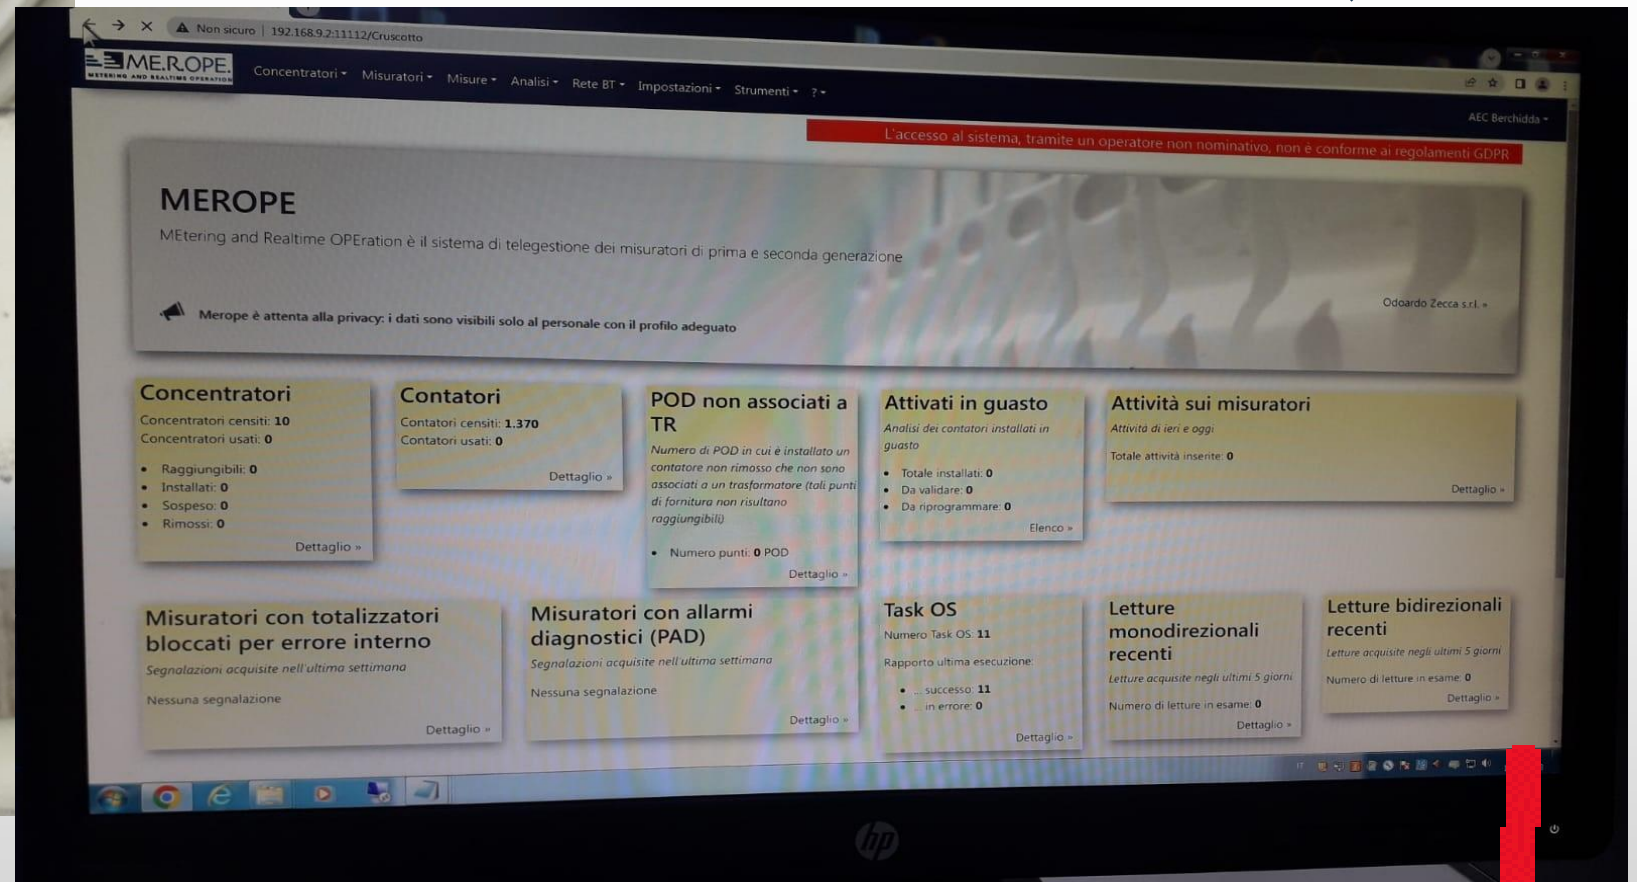 Non sicuro | 192.168.9.2:11112/Cruscotto
ME.R.OPE.
METERING AND REALTIME OPERATION
Concentratori Misuratori Misure Analisi Rete BT Impostazioni Strumenti ?
AEC Berchidda
L'accesso al sistema, tramite un operatore non nominativo, non è conforme ai regolamenti GDPR
MEROPE
MEtering and Realtime OPEration è il sistema di telegestione dei misuratori di prima e seconda generazione
Odoardo Zecca s.r.l. »
Merope è attenta alla privacy: i dati sono visibili solo al personale con il profilo adeguato
Concentratori
Concentratori censiti: 10
Concentratori usati: 0
• Raggiungibili: 0
• Installati: 0
• Sospeso: 0
• Rimossi: 0
Dettaglio »
Contatori
Contatori censiti: 1.370
Contatori usati: 0
Dettaglio »
POD non associati a
TR
Numero di POD in cui è installato un
contatore non rimosso che non sono
associati a un trasformatore (tali punti
di fornitura non risultano
raggiungibili)
• Numero punti: 0 POD
Dettaglio »
Attivati in guasto
Analisi dei contatori installati in
guasto
• Totale installati: 0
• Da validare: 0
• Da riprogrammare: 0
Elenco »
Attività sui misuratori
Attività di ieri e oggi
Totale attività inserite: 0
Dettaglio »
Misuratori con totalizzatori
bloccati per errore interno
Segnalazioni acquisite nell'ultima settimana
Nessuna segnalazione
Dettaglio »
Misuratori con allarmi
diagnostici (PAD)
Segnalazioni acquisite nell'ultima settimana
Nessuna segnalazione
Dettaglio »
Task OS
Numero Task OS: 11
Rapporto ultima esecuzione:
• ... successo: 11
• ... in errore: 0
Dettaglio »
Letture
monodirezionali
recenti
Letture acquisite negli ultimi 5 giorni
Numero di letture in esame: 0
Dettaglio »
Letture bidirezionali
recenti
Letture acquisite negli ultimi 5 giorni
Numero di letture in esame: 0
Dettaglio »
IT
hp